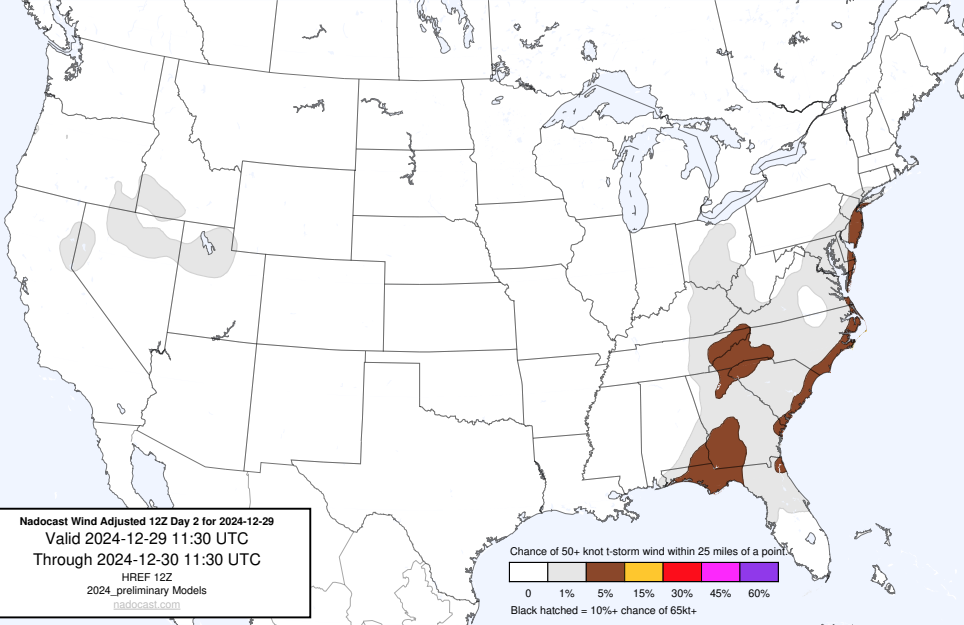 Nadocast Wind Adjusted 12Z Day 2 for 2024-12-29
Valid 2024-12-29 11:30 UTC
Through 2024-12-30 11:30 UTC
HREF 12Z
2024_preliminary Models
nadocast.com
Chance of 50+ knot t-storm wind within 25 miles of a point.
0 1% 5% 15% 30% 45% 60%
Black hatched = 10%+ chance of 65kt+